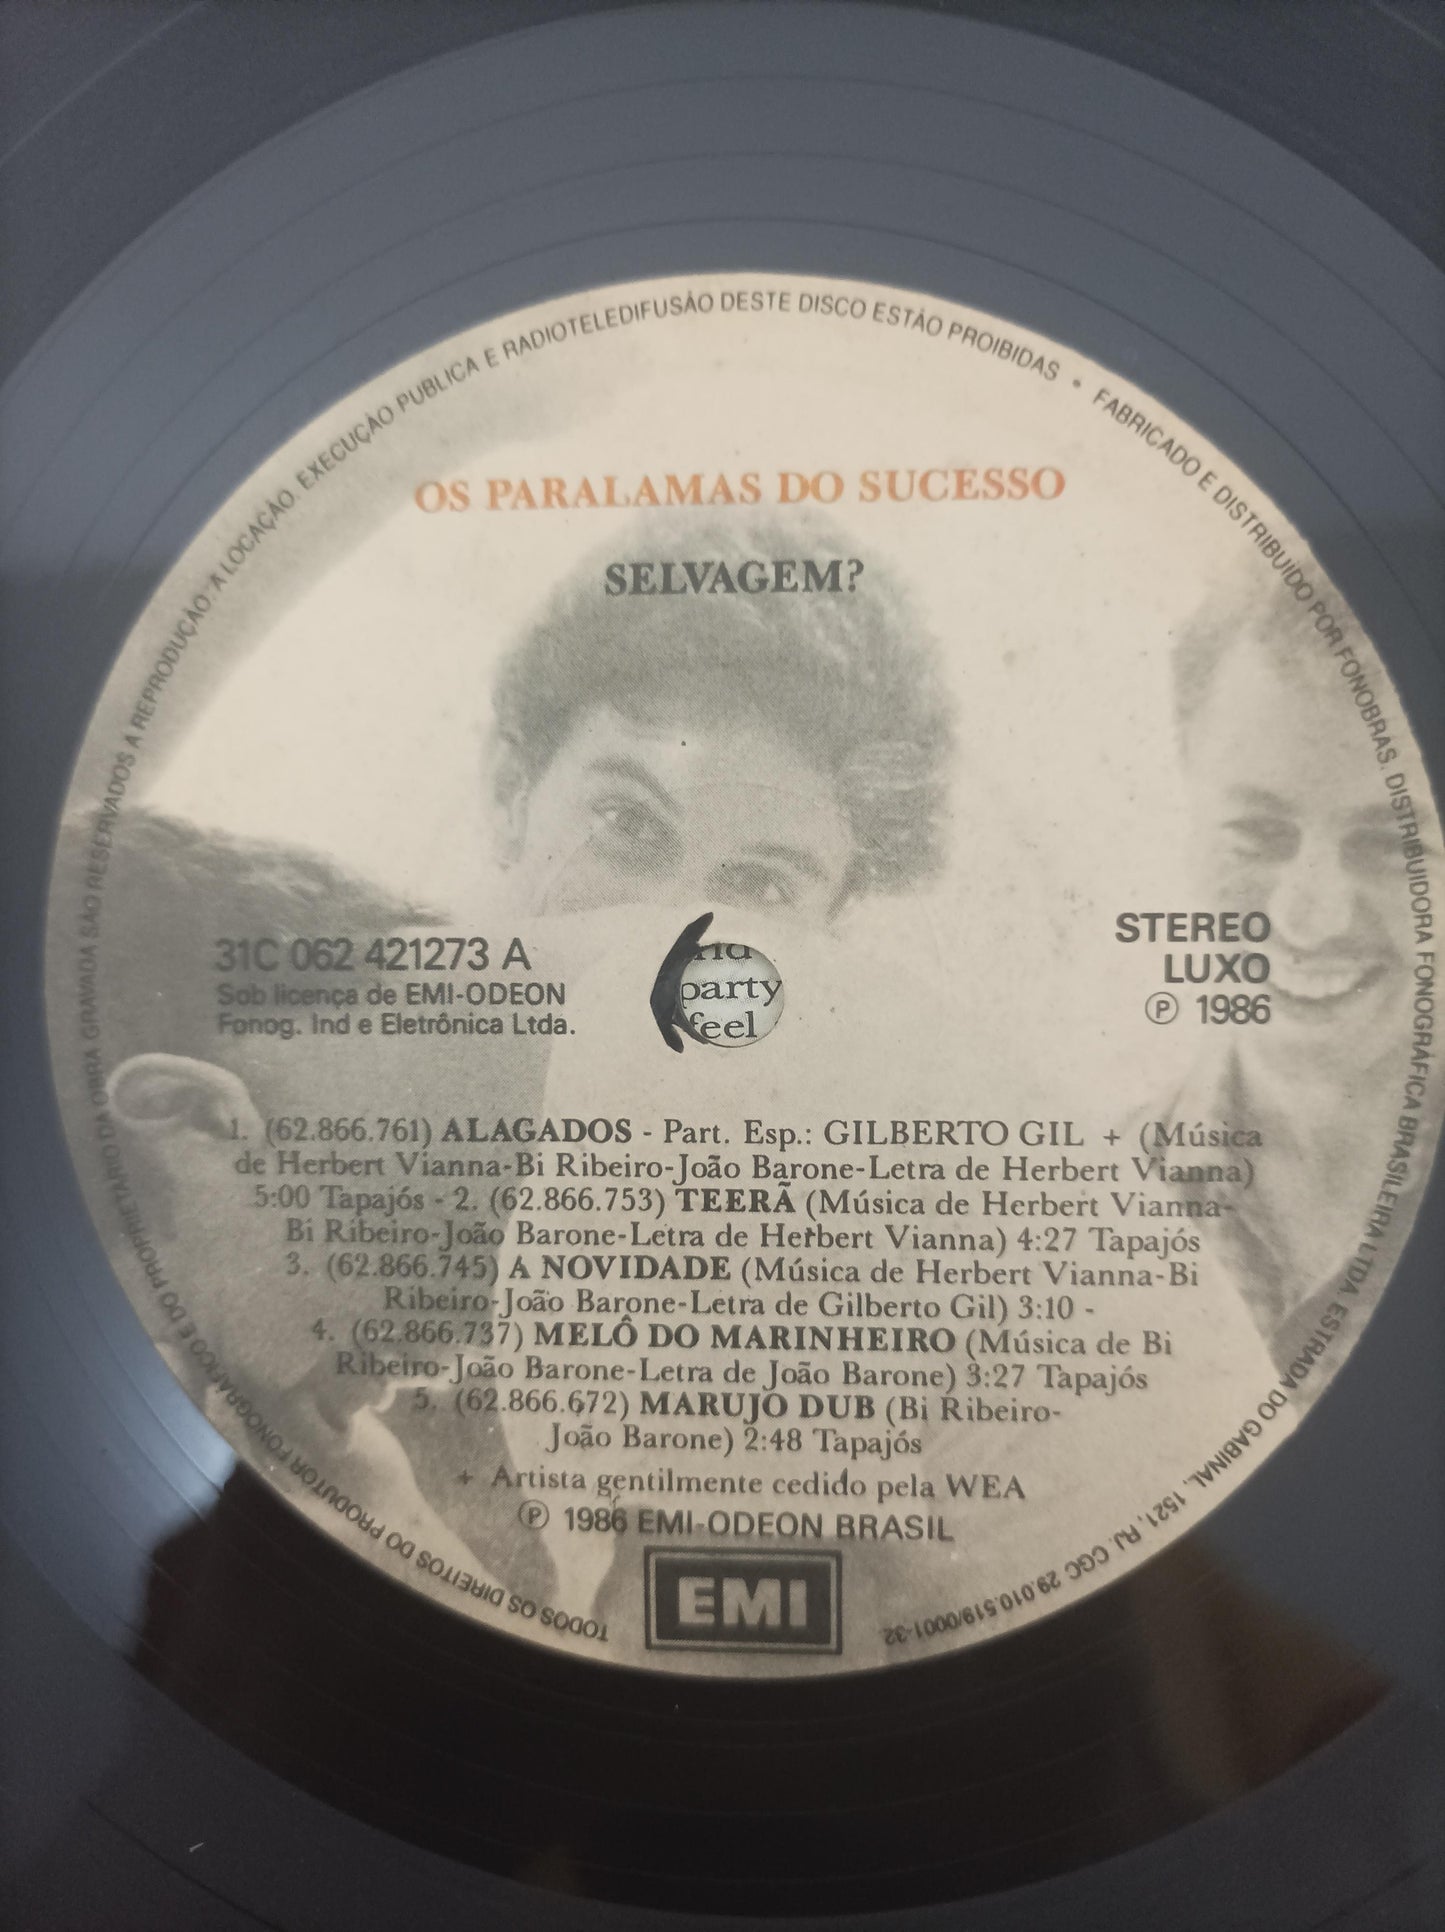 TODOS OS DIREITOS DO PRODUTOR FONOGRÁFICO E DO PROPRIETÁRIO DA OBRA GRAVADA SÃO RESERVADOS A REPRODUÇÃO. A LOCAÇÃO. EXECUÇÃO PUBLICA E RADIOTELEDIFUSÃO DESTE DISCO ESTÃO PROIBIDAS • FABRICADO E DISTRIBUIDO POR FONOBRAS. DISTRIBUIDORA FONOGRÁFICA BRASILEIRA LTDA. ESTRADA DO GABINAL, 1521, RJ. CGC 29.010.519/0001-32
OS PARALAMAS DO SUCESSO
SELVAGEM?
31C 062 421273 A
Sob licença de EMI-ODEON
Fonog. Ind e Eletrônica Ltda.
party
feel
STEREO
LUXO
Ⓟ 1986
1. (62.866.761) ALAGADOS - Part. Esp.: GILBERTO GIL + (Música
de Herbert Vianna-Bi Ribeiro-João Barone-Letra de Herbert Vianna)
5:00 Tapajós - 2. (62.866.753) TEERÃ (Música de Herbert Vianna-
Bi Ribeiro-João Barone-Letra de Herbert Vianna) 4:27 Tapajós
3. (62.866.745) A NOVIDADE (Música de Herbert Vianna-Bi
Ribeiro-João Barone-Letra de Gilberto Gil) 3:10 -
4. (62.866.737) MELÔ DO MARINHEIRO (Música de Bi
Ribeiro-João Barone-Letra de João Barone) 3:27 Tapajós
5. (62.866.672) MARUJO DUB (Bi Ribeiro-
João Barone) 2:48 Tapajós
+ Artista gentilmente cedido pela WEA
Ⓟ 1986 EMI-ODEON BRASIL
EMI